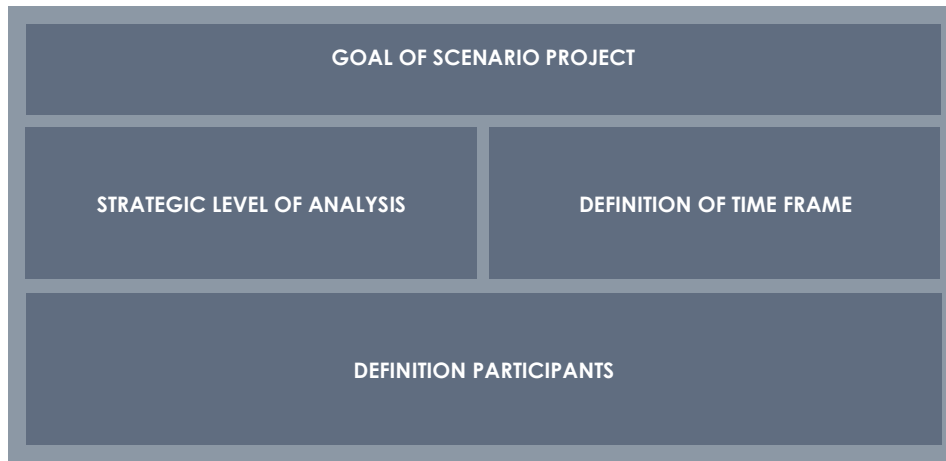 GOAL OF SCENARIO PROJECT
STRATEGIC LEVEL OF ANALYSIS
DEFINITION OF TIME FRAME
DEFINITION PARTICIPANTS